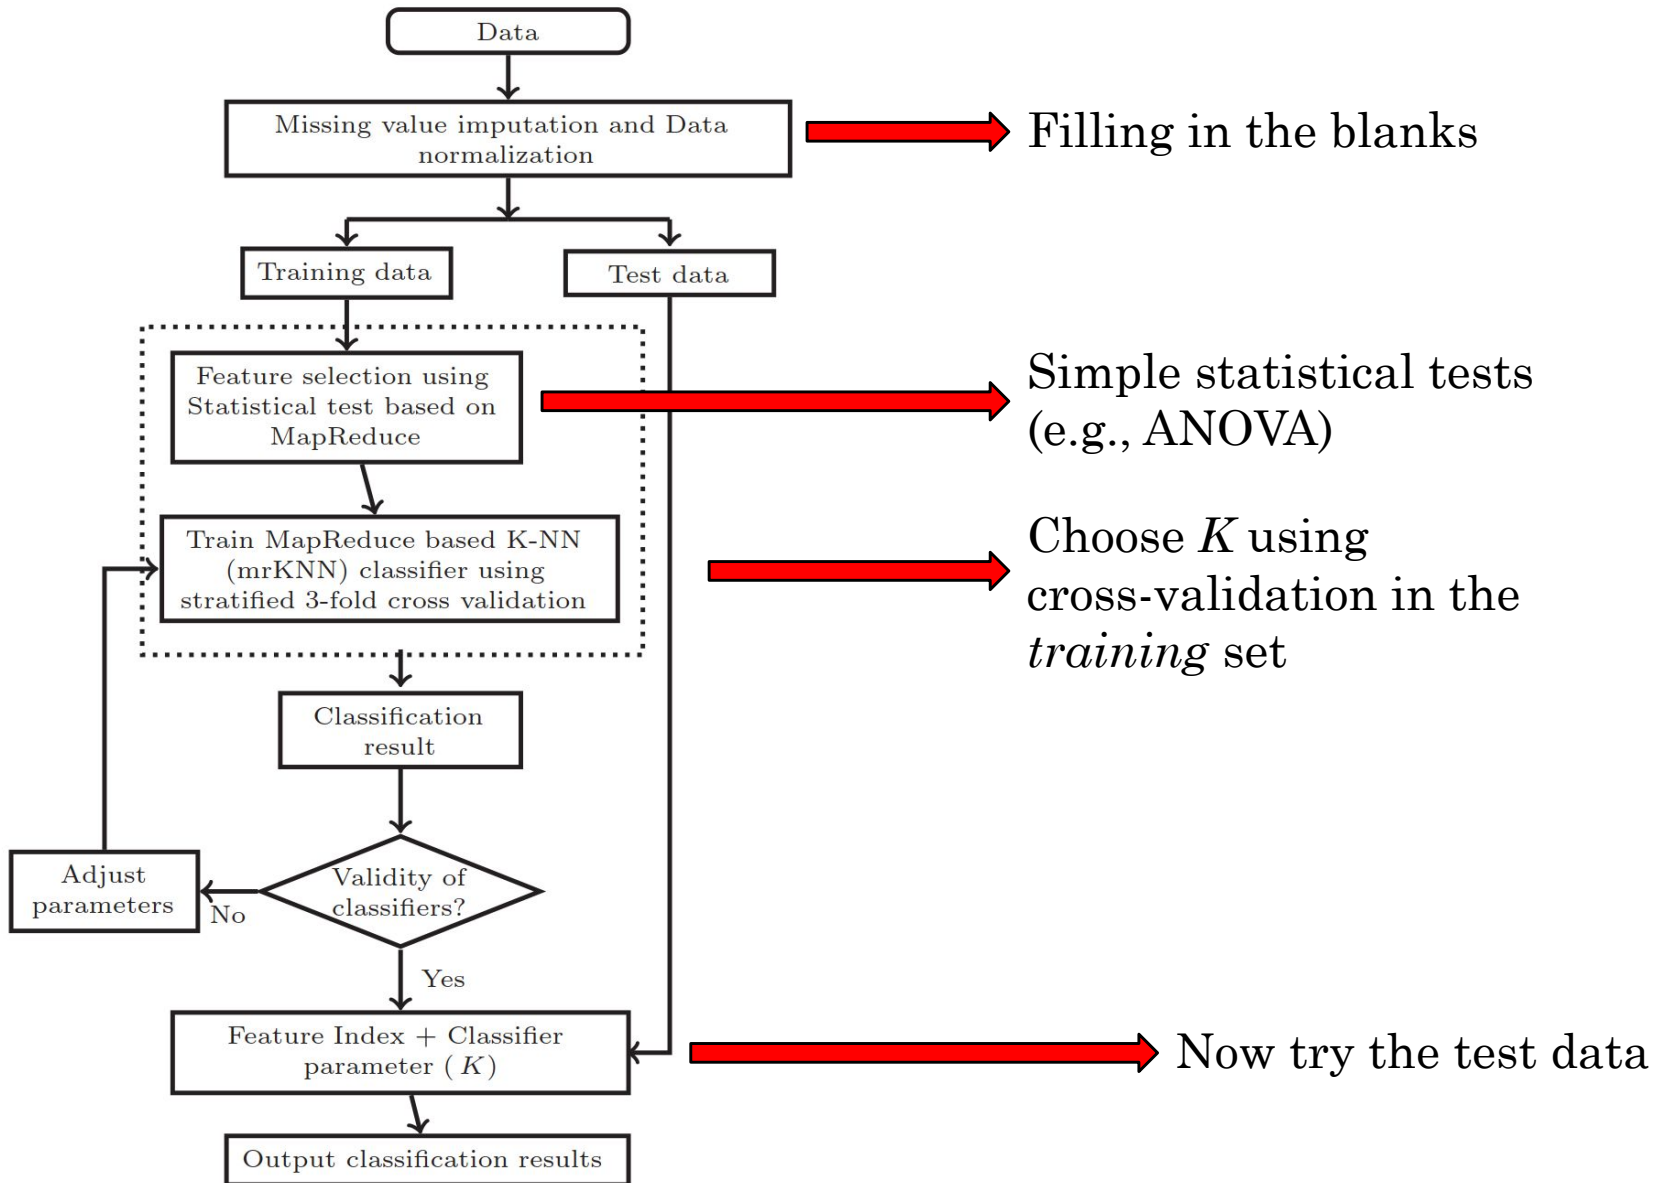 Data
Missing value imputation and Data
normalization
Filling in the blanks
Training data
Test data
Feature selection using
Statistical test based on
MapReduce
Simple statistical tests
(e.g., ANOVA)
Train MapReduce based K-NN
(mrKNN) classifier using
stratified 3-fold cross validation
Choose K using
cross-validation in the
training set
Classification
result
Validity of
classifiers?
Adjust
parameters
No
Yes
Feature Index + Classifier
parameter ( K )
Now try the test data
Output classification results